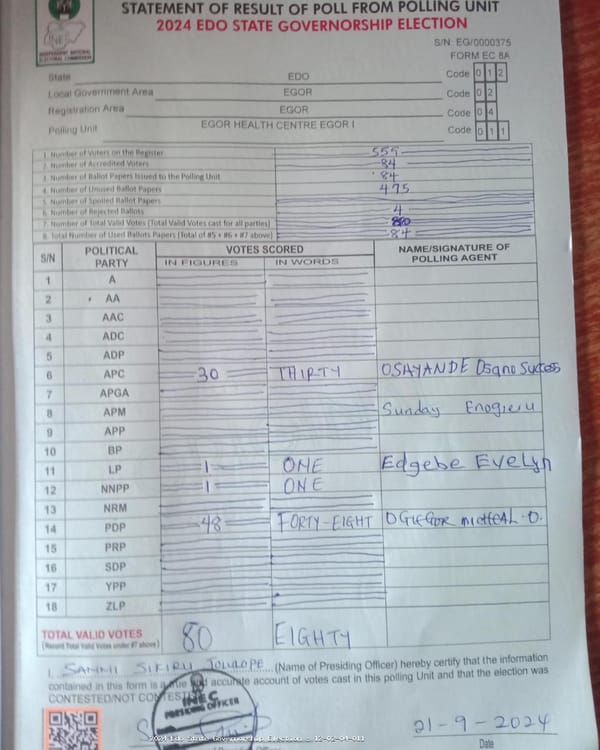 STATEMENT OF RESULT OF POLL FROM POLLING UNIT
2024 EDO STATE GOVERNORSHIP ELECTION
INEC
INDEPENDENT NATIONAL
ELECTORAL COMMISSION
S/N: EG/0000375
FORM EC 8A
State EDO Code 0 1 2
Local Government Area EGOR Code 0 2
Registration Area EGOR Code 0 4
Polling Unit EGOR HEALTH CENTRE EGOR I Code 0 1 1
1. Number of Voters on the Register 559
2. Number of Accredited Voters 84
3. Number of Ballot Papers Issued to the Polling Unit 84
4. Number of Unused Ballot Papers 475
5. Number of Spoiled Ballot Papers
6. Number of Rejected Ballots 4
7. Number of Total Valid Votes (Total Valid Votes cast for all parties) 80
8. Total Number of Used Ballots Papers (Total of #5 + #6 + #7 above) 84
S/N POLITICAL PARTY VOTES SCORED NAME/SIGNATURE OF POLLING AGENT
IN FIGURES IN WORDS
1 A
2 AA
3 AAC
4 ADC
5 ADP
6 APC 30 THIRTY OSAYANDE Osano Success
7 APGA
8 APM Sunday Enogieru
9 APP
10 BP
11 LP 1 ONE Edgebe Evelyn
12 NNPP 1 ONE
13 NRM
14 PDP 48 FORTY-EIGHT
15 PRP
16 SDP
17 YPP
18 ZLP
TOTAL VALID VOTES 80 EIGHTY
(Record Total Valid Votes under #7 above)
I, SAMNI SIKIRU (Name of Presiding Officer) hereby certify that the information
contained in this form is a true and accurate account of votes cast in this polling Unit and that the election was
CONTESTED/NOT CONTESTED
INEC
PRESIDING OFFICER
21-9-2024
Date
2024 Edo State Governorship Election - 12-02-04-011